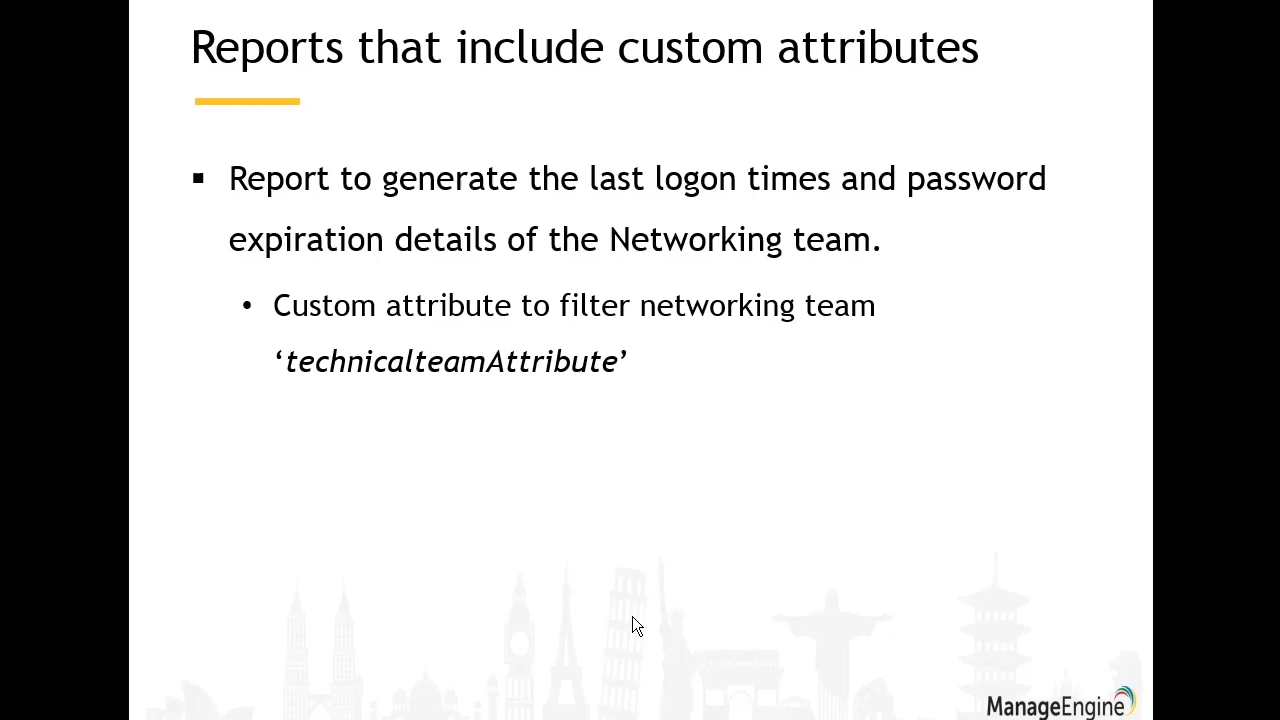 Reports that include custom attributes
▪ Report to generate the last logon times and password
expiration details of the Networking team.
• Custom attribute to filter networking team
‘technicalteamAttribute’
ManageEngine